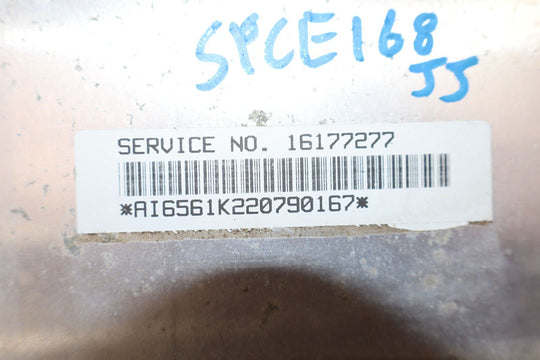 SPCE168
JJ
SERVICE NO. 16177277
*AI6561K220790167*